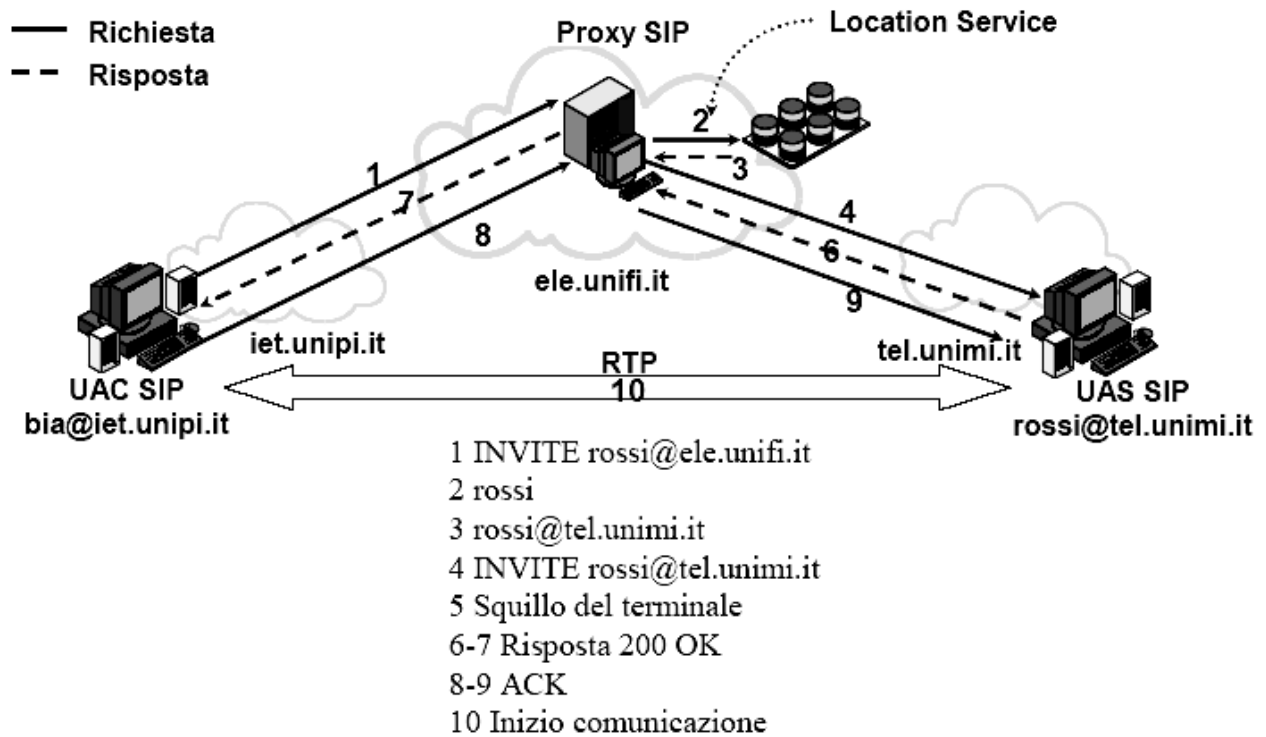 Richiesta
Risposta
Proxy SIP
Location Service
2
3
1
7
8
4
6
9
ele.unifi.it
iet.unipi.it
tel.unimi.it
RTP
10
UAC SIP
bia@iet.unipi.it
UAS SIP
rossi@tel.unimi.it
1 INVITE rossi@ele.unifi.it
2 rossi
3 rossi@tel.unimi.it
4 INVITE rossi@tel.unimi.it
5 Squillo del terminale
6-7 Risposta 200 OK
8-9 ACK
10 Inizio comunicazione